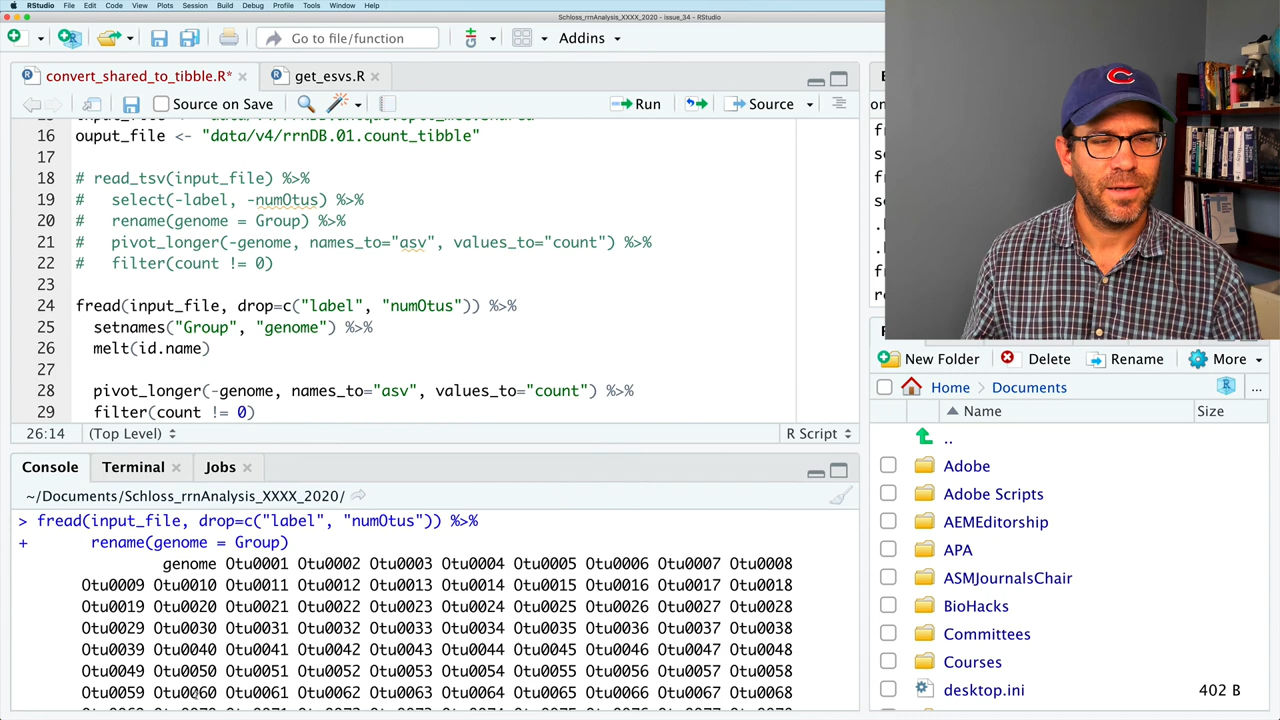 RStudio File Edit Code View Plots Session Build Debug Profile Tools Window Help
Schloss_rrnAnalysis_XXXX_2020 - issue_34 - RStudio
Go to file/function Addins
convert_shared_to_tibble.R* get_esvs.R
Source on Save Run Source
16 ouput_file <- "data/v4/rrnDB.01.count_tibble"
17
18 # read_tsv(input_file) %>%
19 #   select(-label, -numOtus) %>%
20 #   rename(genome = Group) %>%
21 #   pivot_longer(-genome, names_to="asv", values_to="count") %>%
22 #   filter(count != 0)
23
24 fread(input_file, drop=c("label", "numOtus")) %>%
25   setnames("Group", "genome") %>%
26   melt(id.name)
27
28   pivot_longer(-genome, names_to="asv", values_to="count") %>%
29   filter(count != 0)
26:14 (Top Level) R Script
Console Terminal Jobs
~/Documents/Schloss_rrnAnalysis_XXXX_2020/
> fread(input_file, drop=c("label", "numOtus")) %>%
+       rename(genome = Group)
genome Otu0001 Otu0002 Otu0003 Otu0004 Otu0005 Otu0006 Otu0007 Otu0008
Otu0009 Otu0010 Otu0011 Otu0012 Otu0013 Otu0014 Otu0015 Otu0016 Otu0017 Otu0018
Otu0019 Otu0020 Otu0021 Otu0022 Otu0023 Otu0024 Otu0025 Otu0026 Otu0027 Otu0028
Otu0029 Otu0030 Otu0031 Otu0032 Otu0033 Otu0034 Otu0035 Otu0036 Otu0037 Otu0038
Otu0039 Otu0040 Otu0041 Otu0042 Otu0043 Otu0044 Otu0045 Otu0046 Otu0047 Otu0048
Otu0049 Otu0050 Otu0051 Otu0052 Otu0053 Otu0054 Otu0055 Otu0056 Otu0057 Otu0058
Otu0059 Otu0060 Otu0061 Otu0062 Otu0063 Otu0064 Otu0065 Otu0066 Otu0067 Otu0068
New Folder Delete Rename More
Home Documents
Name Size
..
Adobe
Adobe Scripts
AEMEditorship
APA
ASMJournalsChair
BioHacks
Committees
Courses
desktop.ini 402 B